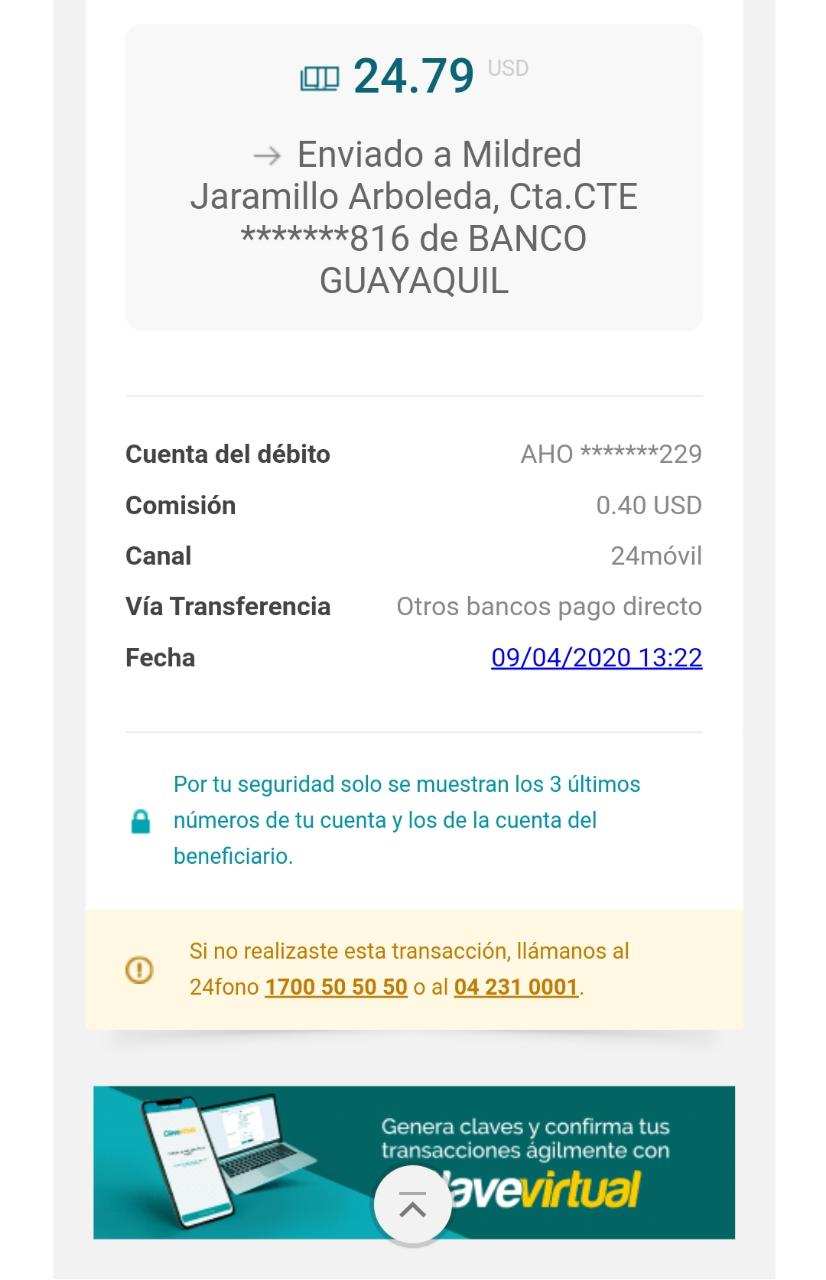 24.79 USD
Enviado a Mildred
Jaramillo Arboleda, Cta.CTE
*******816 de BANCO
GUAYAQUIL
Cuenta del débito AHO *******229
Comisión 0.40 USD
Canal 24móvil
Vía Transferencia Otros bancos pago directo
Fecha 09/04/2020 13:22
Por tu seguridad solo se muestran los 3 últimos
números de tu cuenta y los de la cuenta del
beneficiario.
Si no realizaste esta transacción, llámanos al
24fono 1700 50 50 50 o al 04 231 0001.
Genera claves y confirma tus
transacciones ágilmente con
lavevirtual